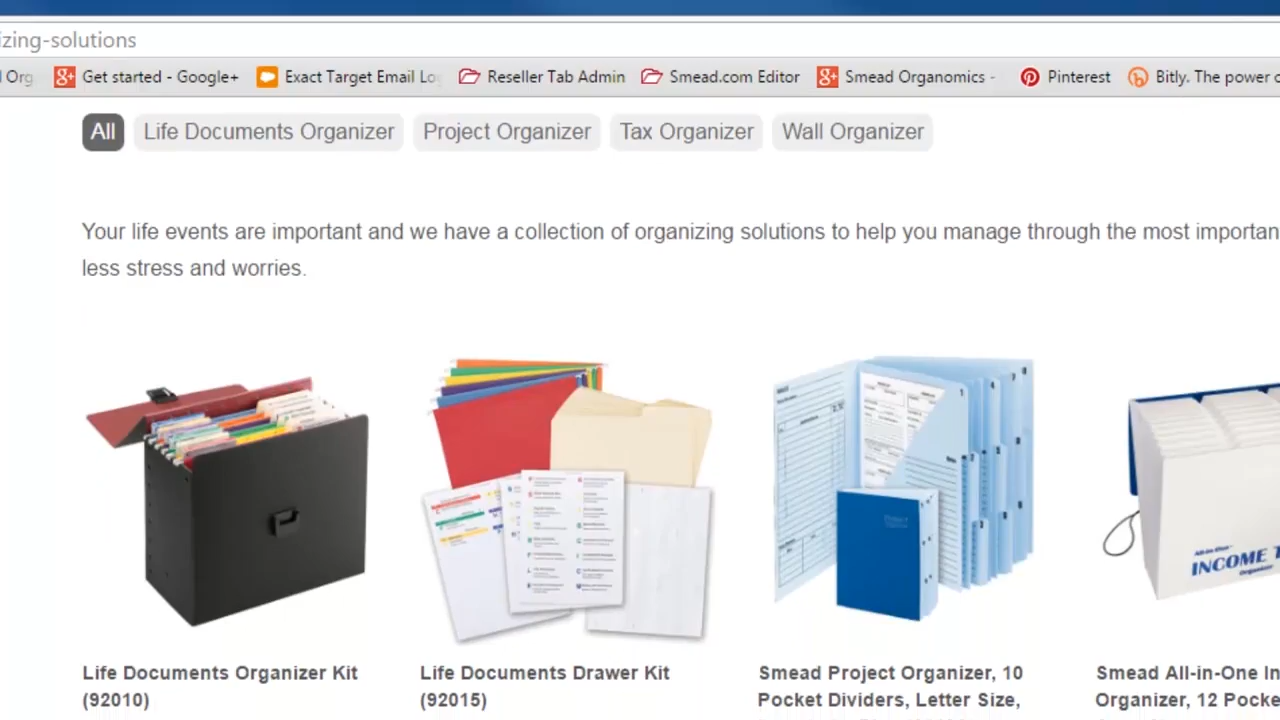 izing-solutions
Org
Get started - Google+
Exact Target Email Lo
Reseller Tab Admin
Smead.com Editor
Smead Organomics -
Pinterest
Bitly. The power o
All
Life Documents Organizer
Project Organizer
Tax Organizer
Wall Organizer
Your life events are important and we have a collection of organizing solutions to help you manage through the most importan
less stress and worries.
Project
All-in-One
INCOME T
Organizer
Life Documents Organizer Kit
(92010)
Life Documents Drawer Kit
(92015)
Smead Project Organizer, 10
Pocket Dividers, Letter Size,
Smead All-in-One In
Organizer, 12 Pocke